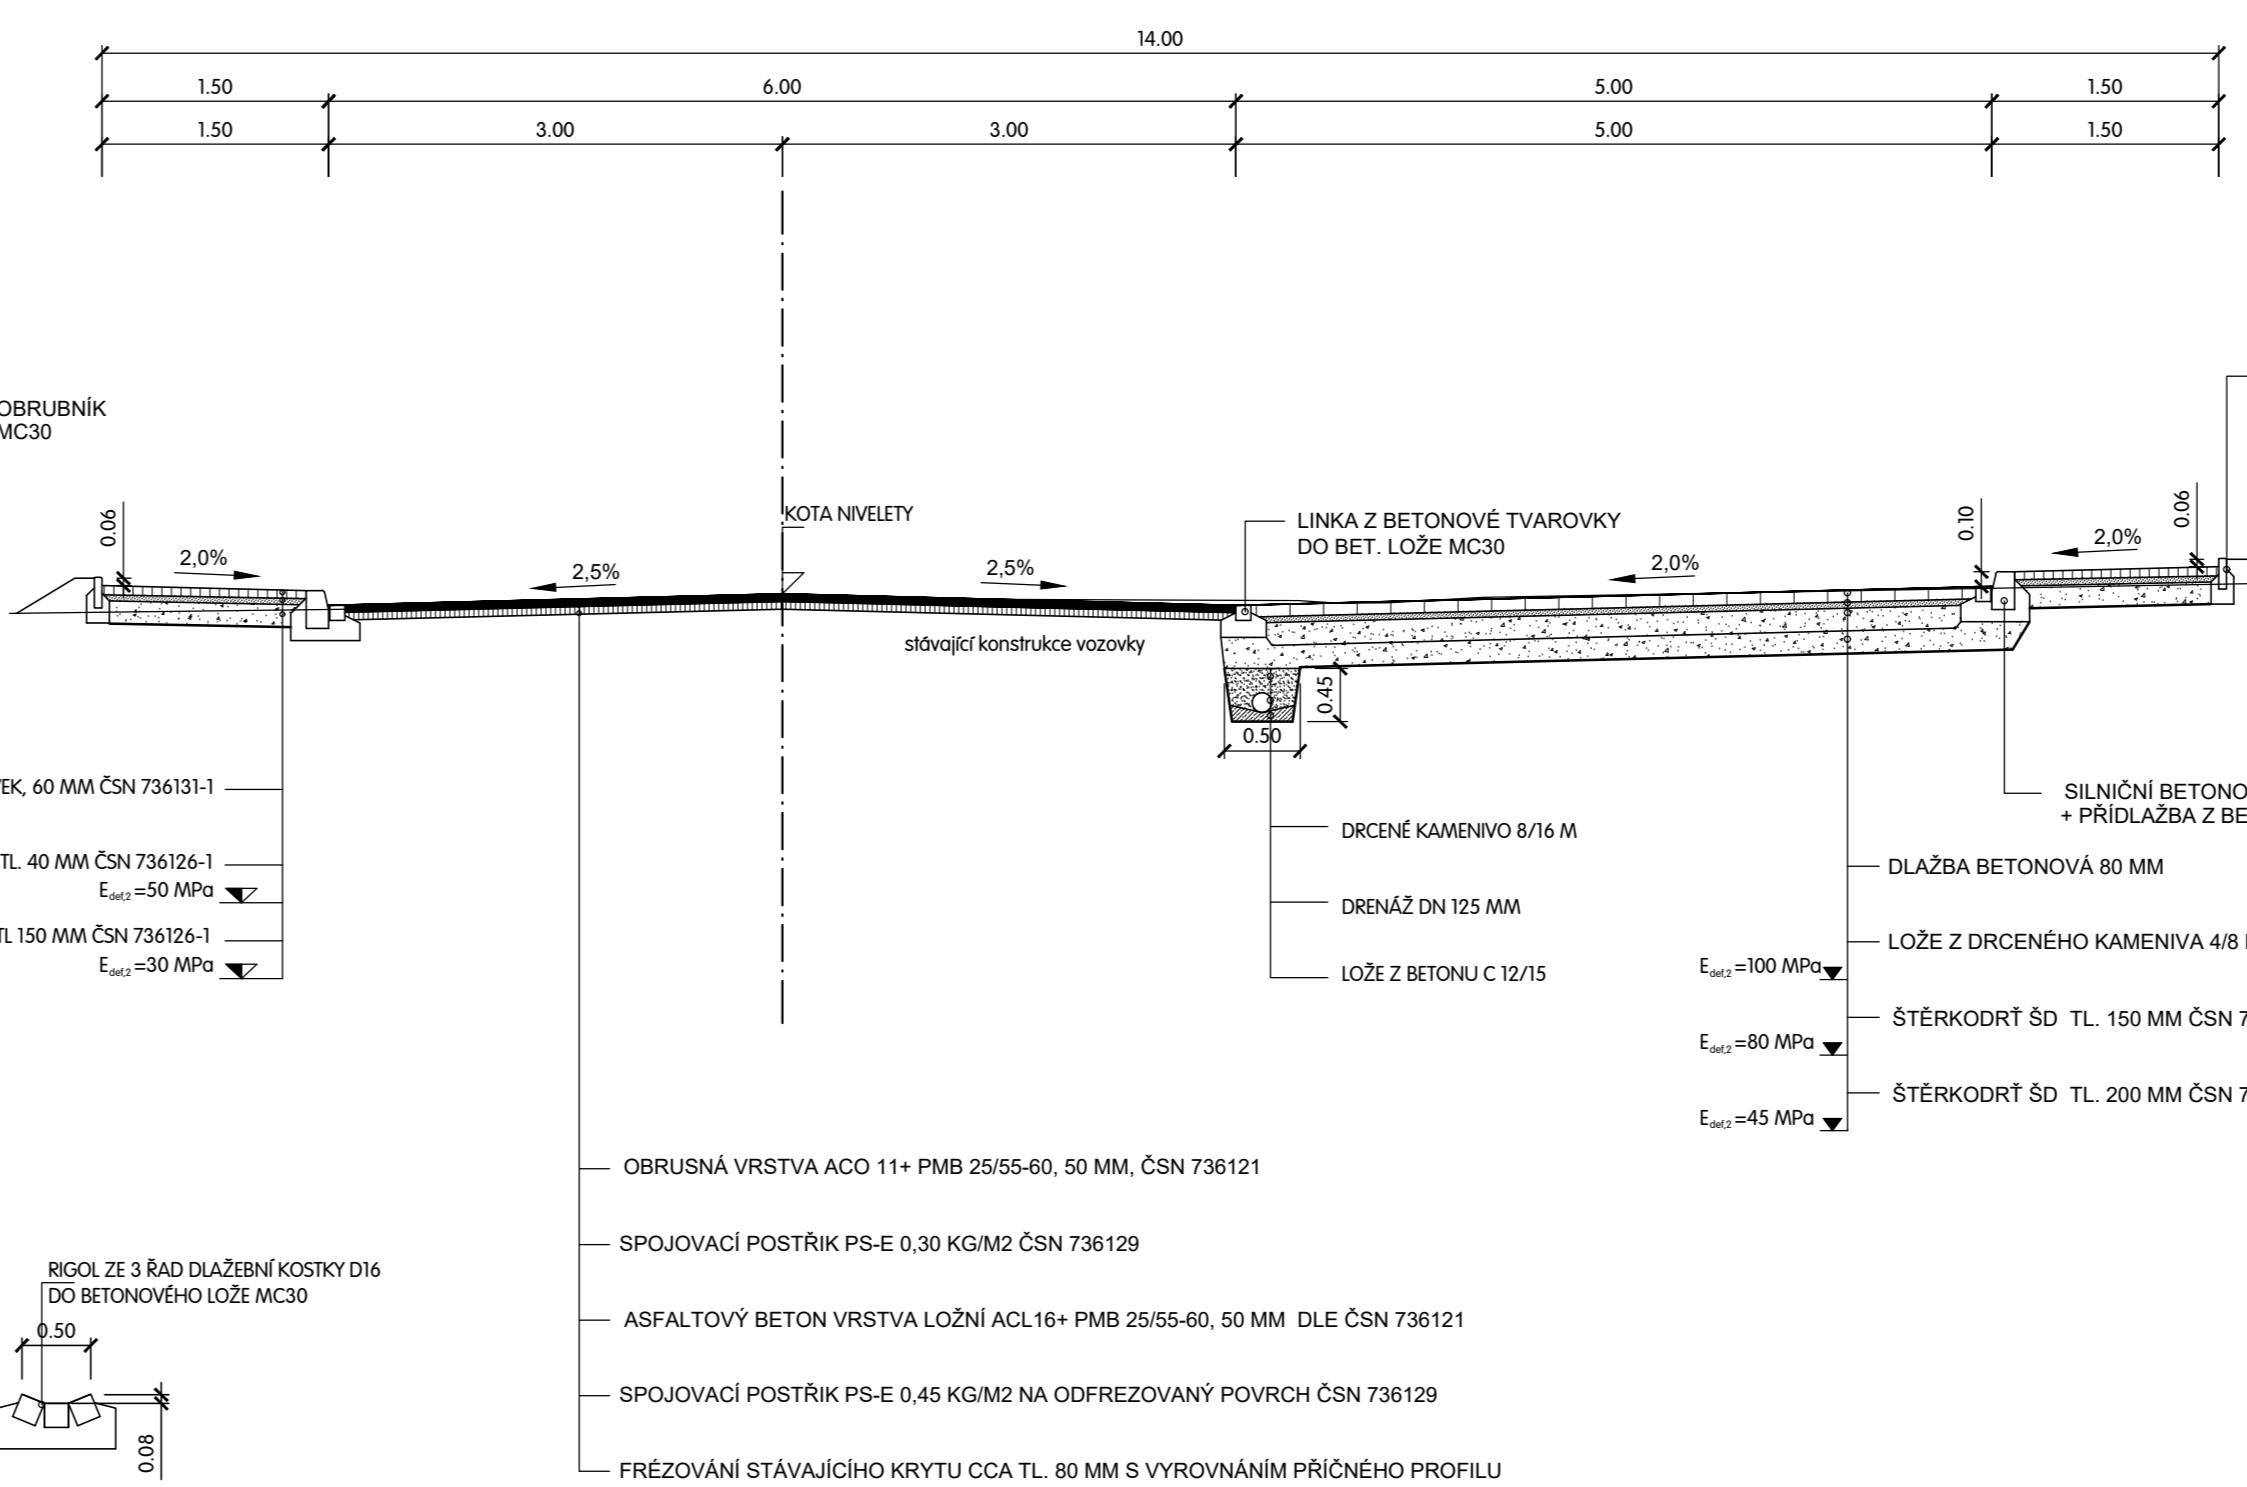 14.00
1.50 6.00 5.00 1.50
1.50 3.00 3.00 5.00 1.50
OBRUBNÍK
MC30
0.06
2,0%
2,5%
KOTA NIVELETY
2,5%
LINKA Z BETONOVÉ TVAROVKY
DO BET. LOŽE MC30
2,0%
0.10
2,0%
0.06
stávající konstrukce vozovky
0.45
0.50
EK, 60 MM ČSN 736131-1
TL. 40 MM ČSN 736126-1
Edef,2 =50 MPa
TL 150 MM ČSN 736126-1
Edef,2 =30 MPa
DRCENÉ KAMENIVO 8/16 M
DRENÁŽ DN 125 MM
LOŽE Z BETONU C 12/15
SILNIČNÍ BETONO
+ PŘÍDLAŽBA Z BE
DLAŽBA BETONOVÁ 80 MM
LOŽE Z DRCENÉHO KAMENIVA 4/8
Edef,2 =100 MPa
ŠTĚRKODRŤ ŠD TL. 150 MM ČSN 7
Edef,2 =80 MPa
ŠTĚRKODRŤ ŠD TL. 200 MM ČSN 7
Edef,2 =45 MPa
OBRUSNÁ VRSTVA ACO 11+ PMB 25/55-60, 50 MM, ČSN 736121
SPOJOVACÍ POSTŘIK PS-E 0,30 KG/M2 ČSN 736129
ASFALTOVÝ BETON VRSTVA LOŽNÍ ACL16+ PMB 25/55-60, 50 MM DLE ČSN 736121
SPOJOVACÍ POSTŘIK PS-E 0,45 KG/M2 NA ODFREZOVANÝ POVRCH ČSN 736129
FRÉZOVÁNÍ STÁVAJÍCÍHO KRYTU CCA TL. 80 MM S VYROVNÁNÍM PŘÍČNÉHO PROFILU
RIGOL ZE 3 ŘAD DLAŽEBNÍ KOSTKY D16
DO BETONOVÉHO LOŽE MC30
0.50
0.08